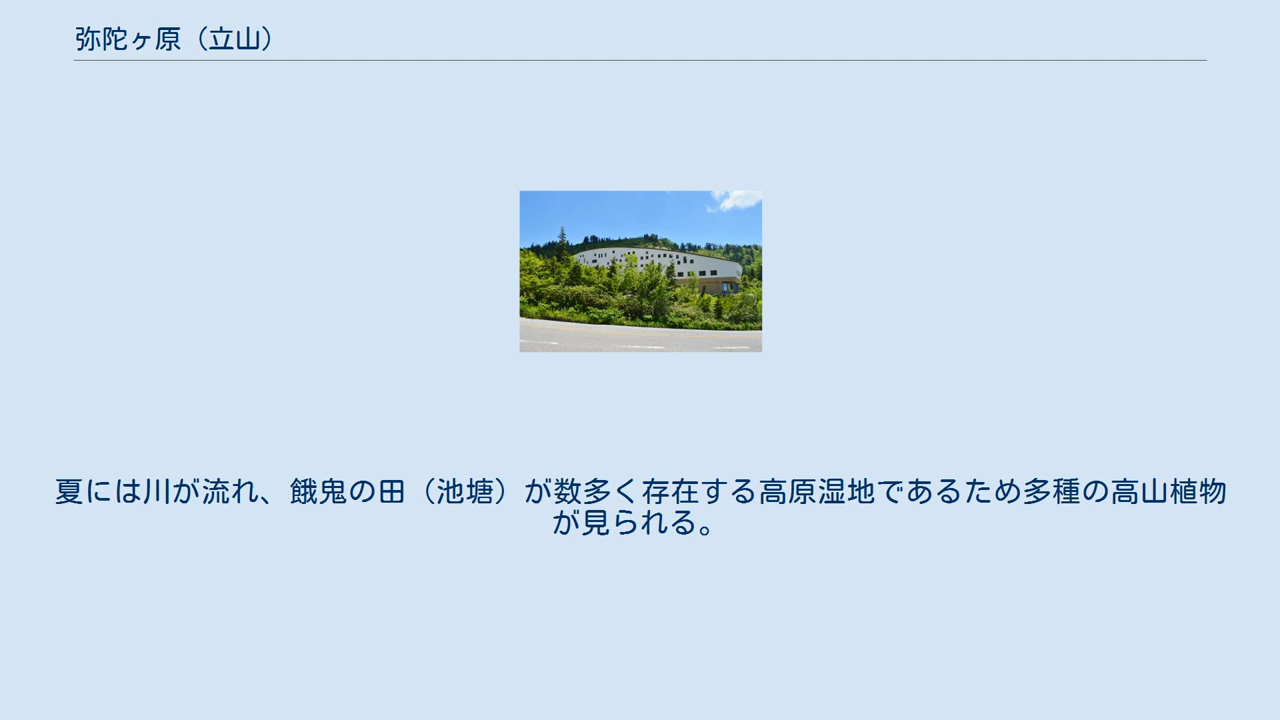 弥陀ヶ原（立山）
夏には川が流れ、餓鬼の田（池塘）が数多く存在する高原湿地であるため多種の高山植物
が見られる。